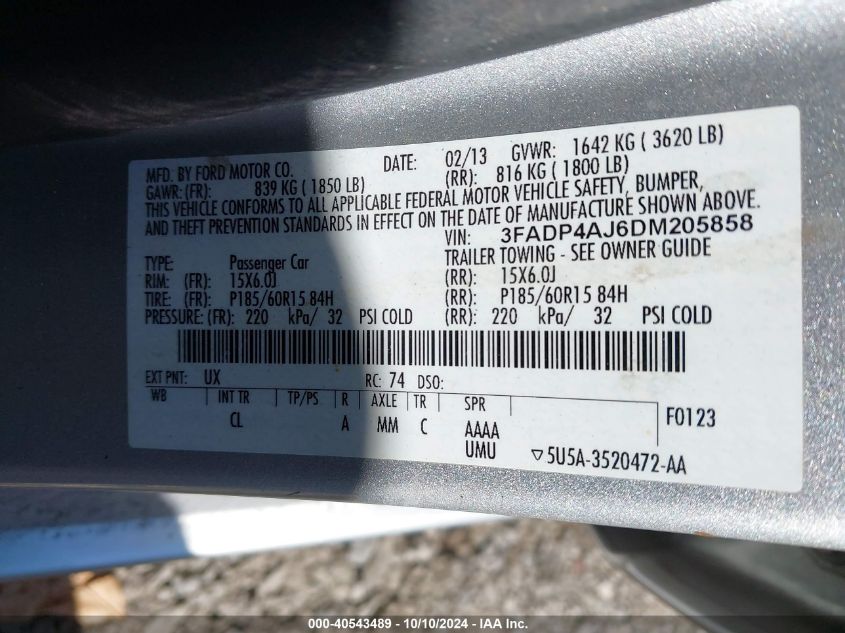 MFD. BY FORD MOTOR CO. DATE: 02/13 GVWR: 1642 KG ( 3620 LB)
GAWR: (FR): 839 KG ( 1850 LB) (RR): 816 KG ( 1800 LB)
THIS VEHICLE CONFORMS TO ALL APPLICABLE FEDERAL MOTOR VEHICLE SAFETY, BUMPER,
AND THEFT PREVENTION STANDARDS IN EFFECT ON THE DATE OF MANUFACTURE SHOWN ABOVE.
VIN: 3FADP4AJ6DM205858
TYPE: Passenger Car TRAILER TOWING - SEE OWNER GUIDE
RIM: (FR): 15X6.0J (RR): 15X6.0J
TIRE: (FR): P185/60R15 84H (RR): P185/60R15 84H
PRESSURE: (FR): 220 kPa/ 32 PSI COLD (RR): 220 kPa/ 32 PSI COLD
EXT PNT: UX RC: 74 DSO:
WB INT TR TP/PS R AXLE TR SPR
CL A MM C AAAA F0123
UMU ▽5U5A-3520472-AA
000-40543489 - 10/10/2024 - IAA Inc.